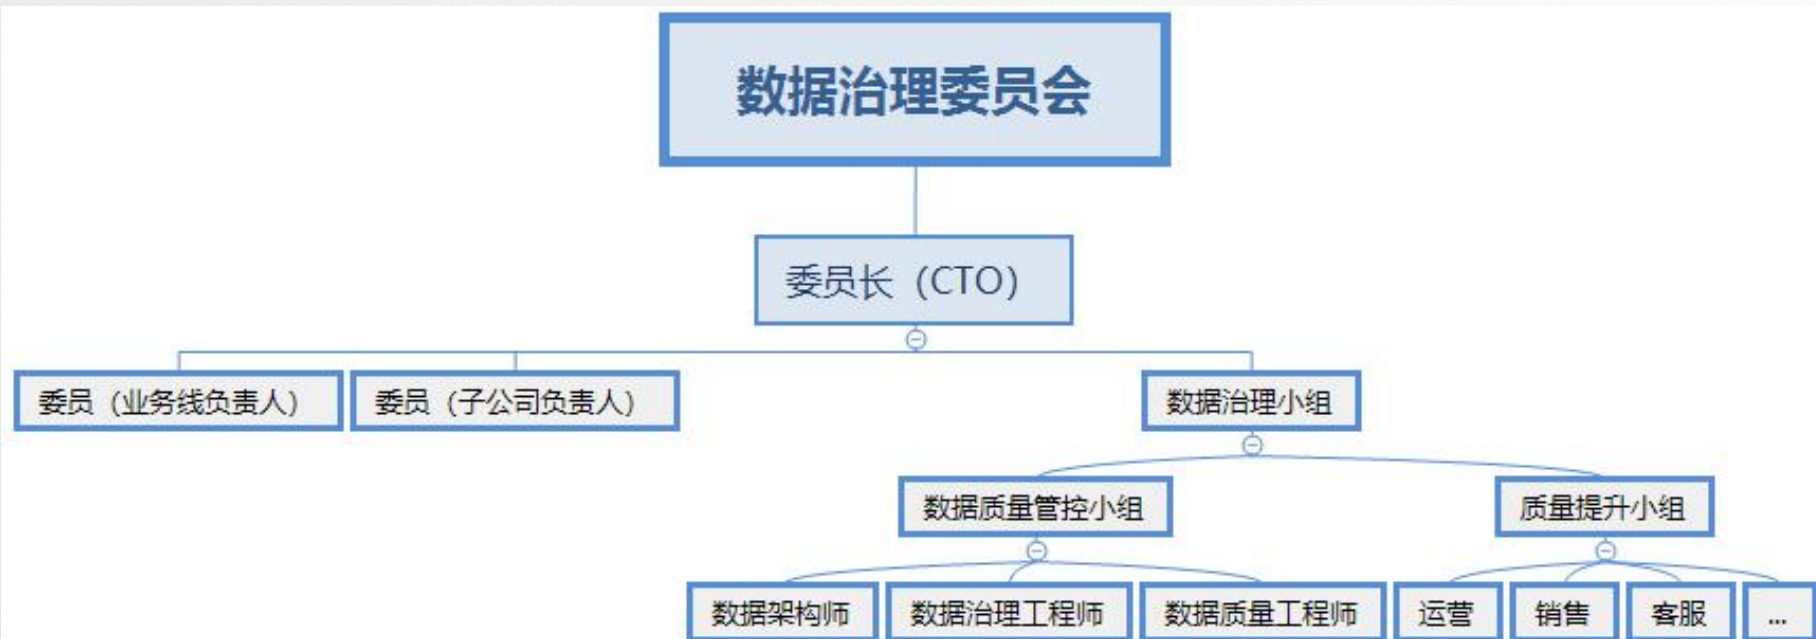 数据治理委员会
委员长（CTO）
委员（业务线负责人）
委员（子公司负责人）
数据治理小组
数据质量管控小组
质量提升小组
数据架构师
数据治理工程师
数据质量工程师
运营
销售
客服
...